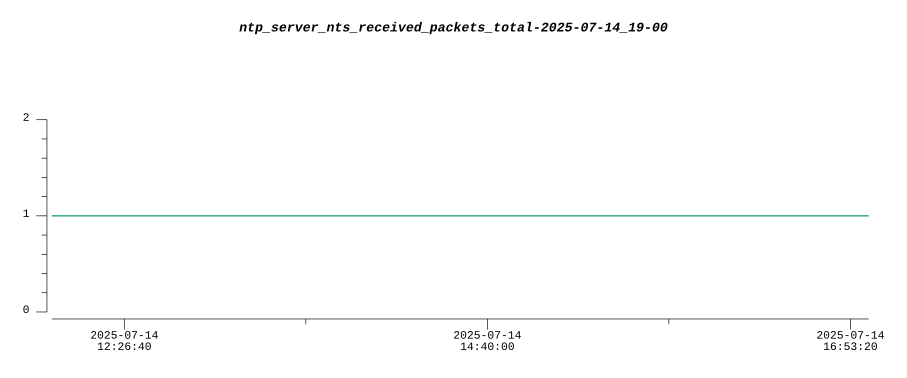 ntp_server_nts_received_packets_total-2025-07-14_19-00
2
1
0
2025-07-14 2025-07-14 2025-07-14
12:26:40 14:40:00 16:53:20